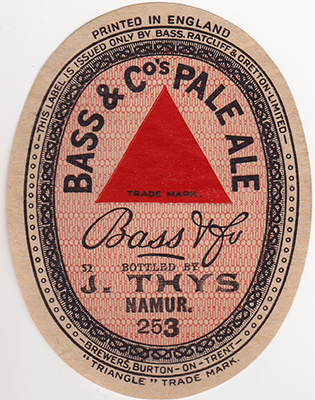 PRINTED IN ENGLAND
—THIS LABEL IS ISSUED ONLY BY BASS, RATCLIFF & GRETTON LIMITED—
BASS & Co's PALE ALE
TRADE MARK.
Bass & Co
52 BOTTLED BY
J. THYS
NAMUR.
253
—BREWERS, BURTON - ON - TRENT—
"TRIANGLE" TRADE MARK.